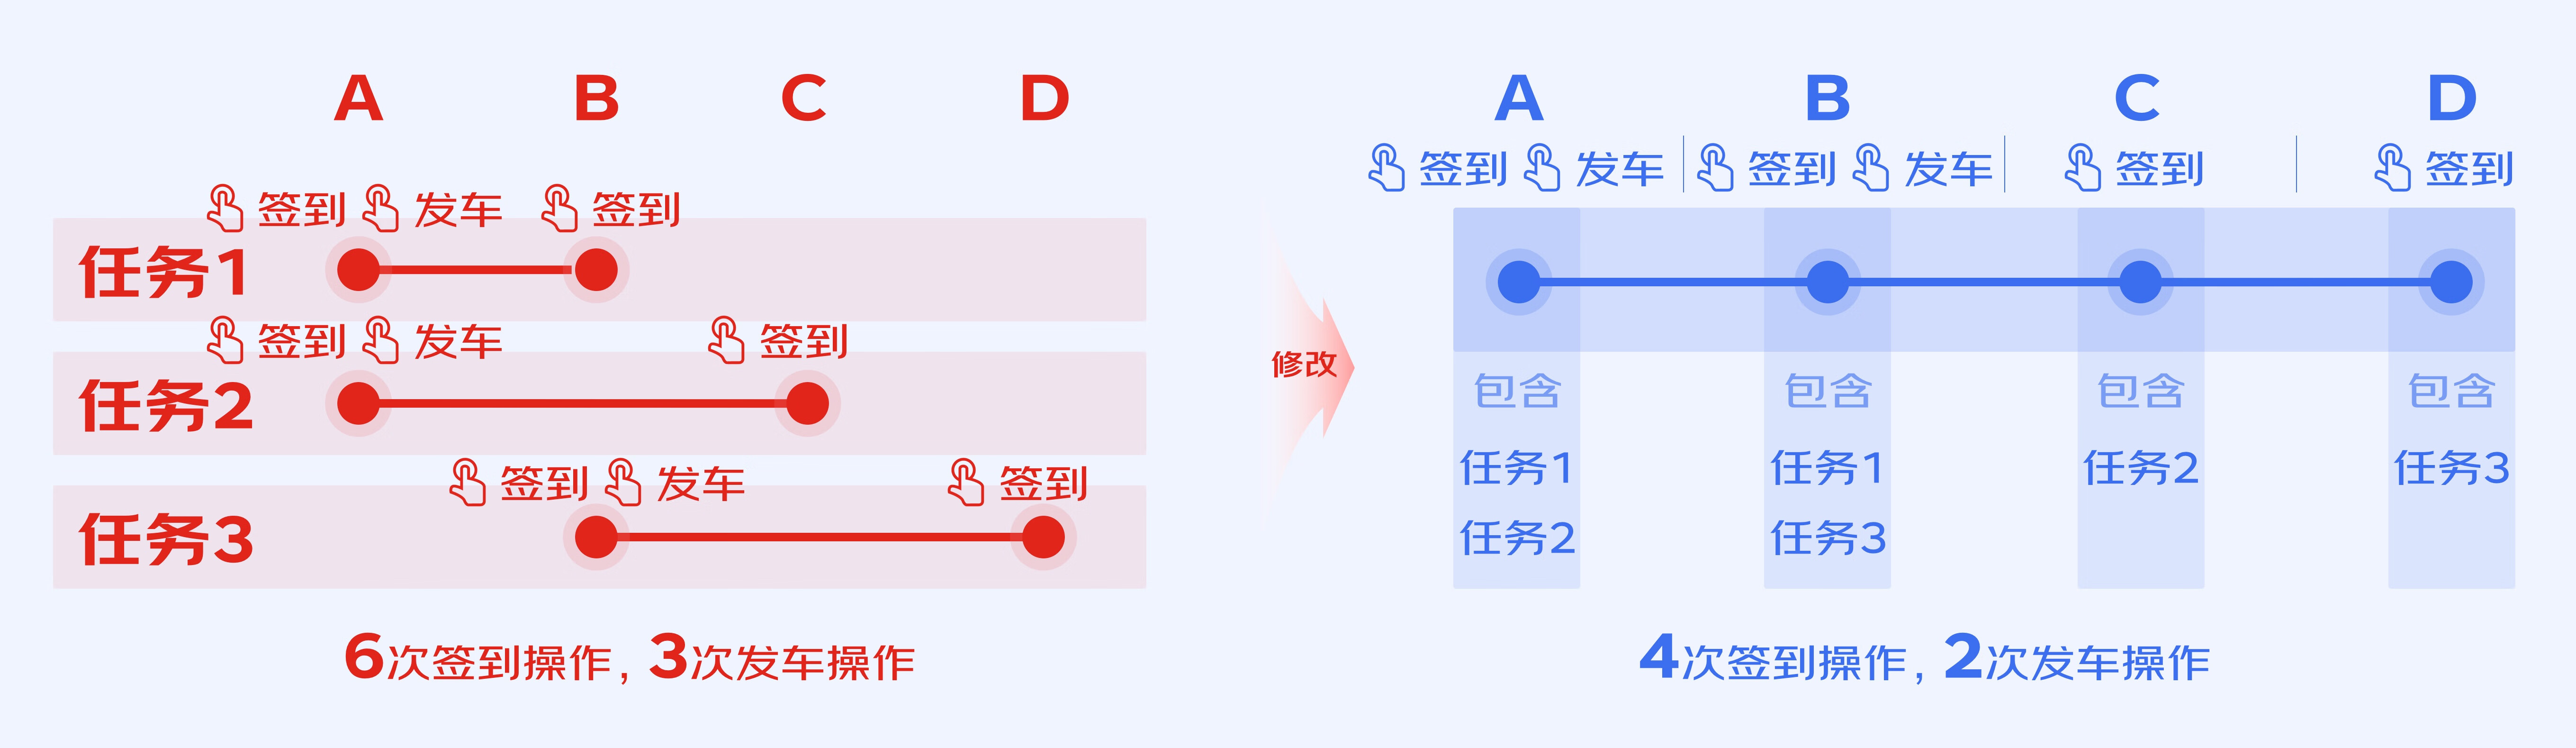 A B C D
签到 发车 签到
任务1
签到 发车 签到
任务2
签到 发车 签到
任务3
6次签到操作，3次发车操作
修改
A B C D
签到 发车 签到 发车 签到 签到
包含 包含 包含 包含
任务1 任务1 任务2 任务3
任务2 任务3
4次签到操作，2次发车操作